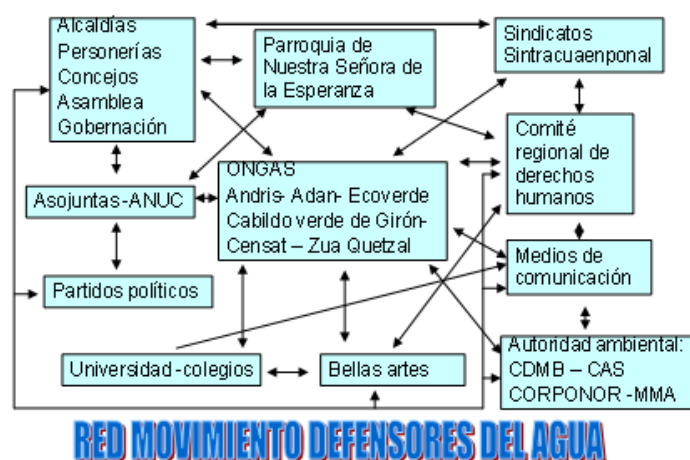 Alcaldías
Personerías
Concejos
Asamblea
Gobernación
Parroquia de
Nuestra Señora de
la Esperanza
Sindicatos
Sintracuaenponal
Comité
regional de
derechos
humanos
ONGAS
Andris- Adan- Ecoverde
Cabildo verde de Girón-
Censat – Zua Quetzal
Asojuntas-ANUC
Medios de
comunicación
Partidos políticos
Autoridad ambiental:
CDMB – CAS
CORPONOR -MMA
Universidad-colegios
Bellas artes
RED MOVIMIENTO DEFENSORES DEL AGUA